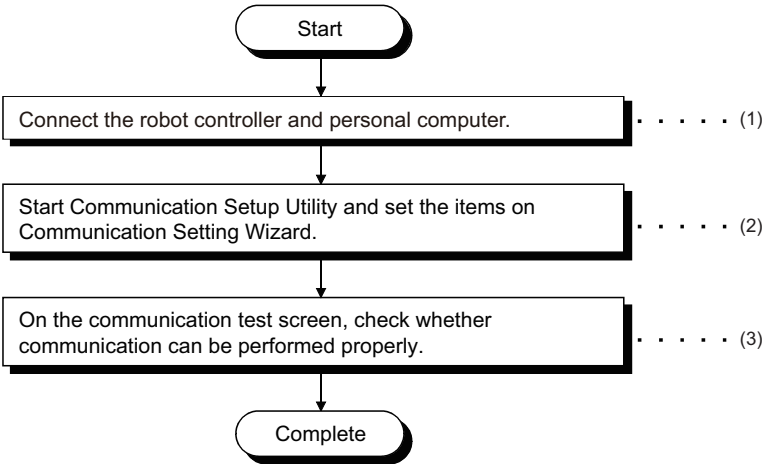 Start
Connect the robot controller and personal computer.
(1)
Start Communication Setup Utility and set the items on
Communication Setting Wizard.
(2)
On the communication test screen, check whether
communication can be performed properly.
(3)
Complete